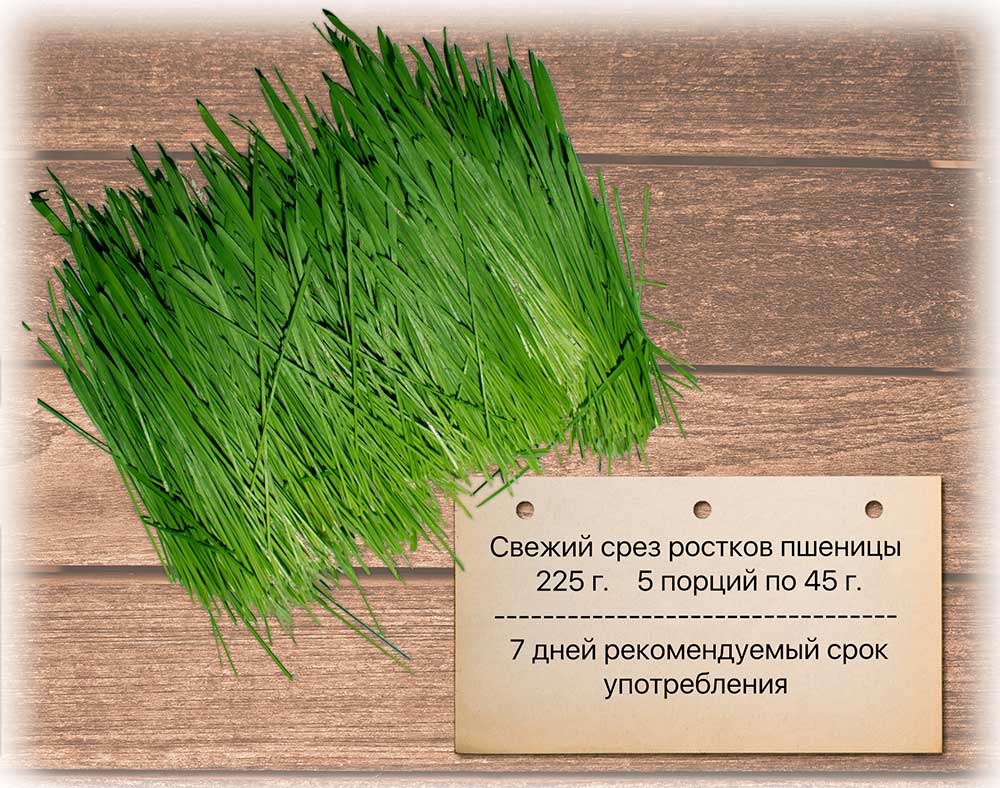 Свежий срез ростков пшеницы
225 г. 5 порций по 45 г.
----------------------------------
7 дней рекомендуемый срок
употребления